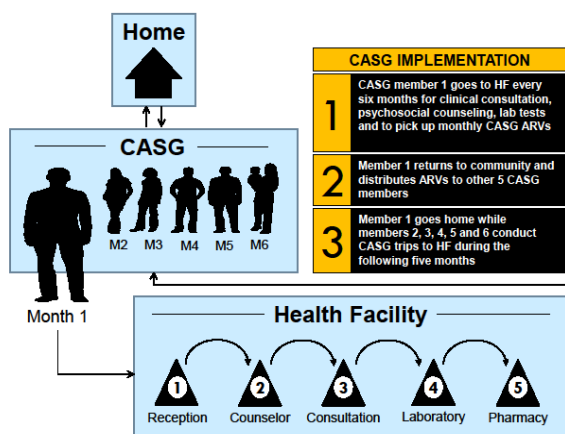 Home
CASG
M2 M3 M4 M5 M6
Month 1
CASG IMPLEMENTATION
1
CASG member 1 goes to HF every
six months for clinical consultation,
psychosocial counseling, lab tests
and to pick up monthly CASG ARVs
2
Member 1 returns to community and
distributes ARVs to other 5 CASG
members
3
Member 1 goes home while
members 2, 3, 4, 5 and 6 conduct
CASG trips to HF during the
following five months
Health Facility
1 2 3 4 5
Reception Counselor Consultation Laboratory Pharmacy